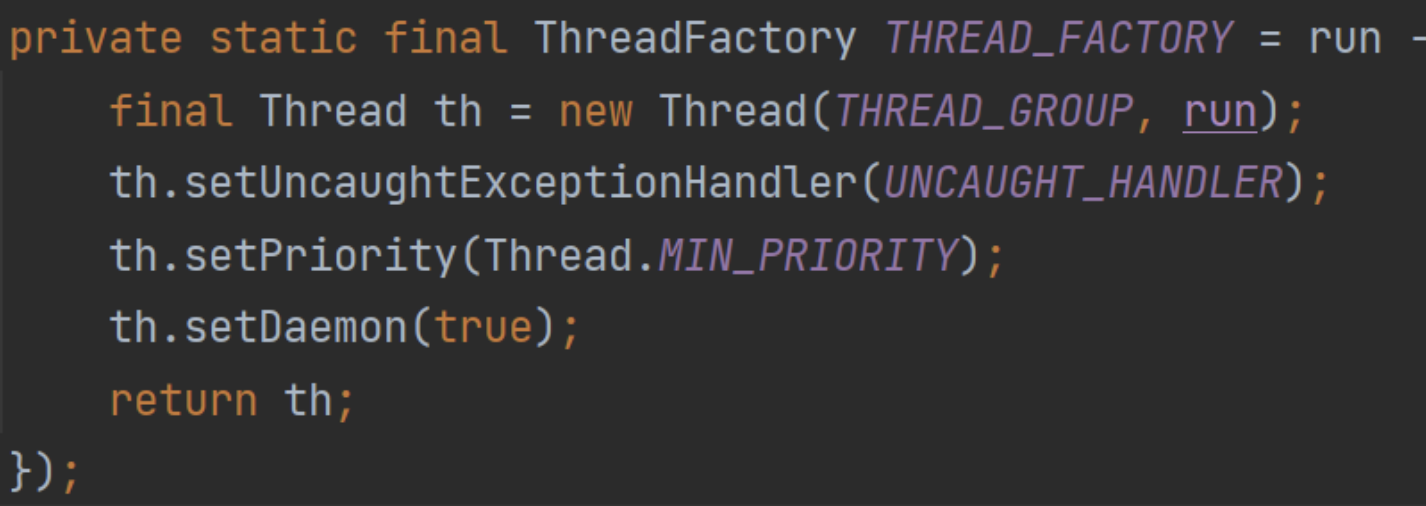 private static final ThreadFactory THREAD_FACTORY = run -
final Thread th = new Thread(THREAD_GROUP, run);
th.setUncaughtExceptionHandler(UNCAUGHT_HANDLER);
th.setPriority(Thread.MIN_PRIORITY);
th.setDaemon(true);
return th;
});